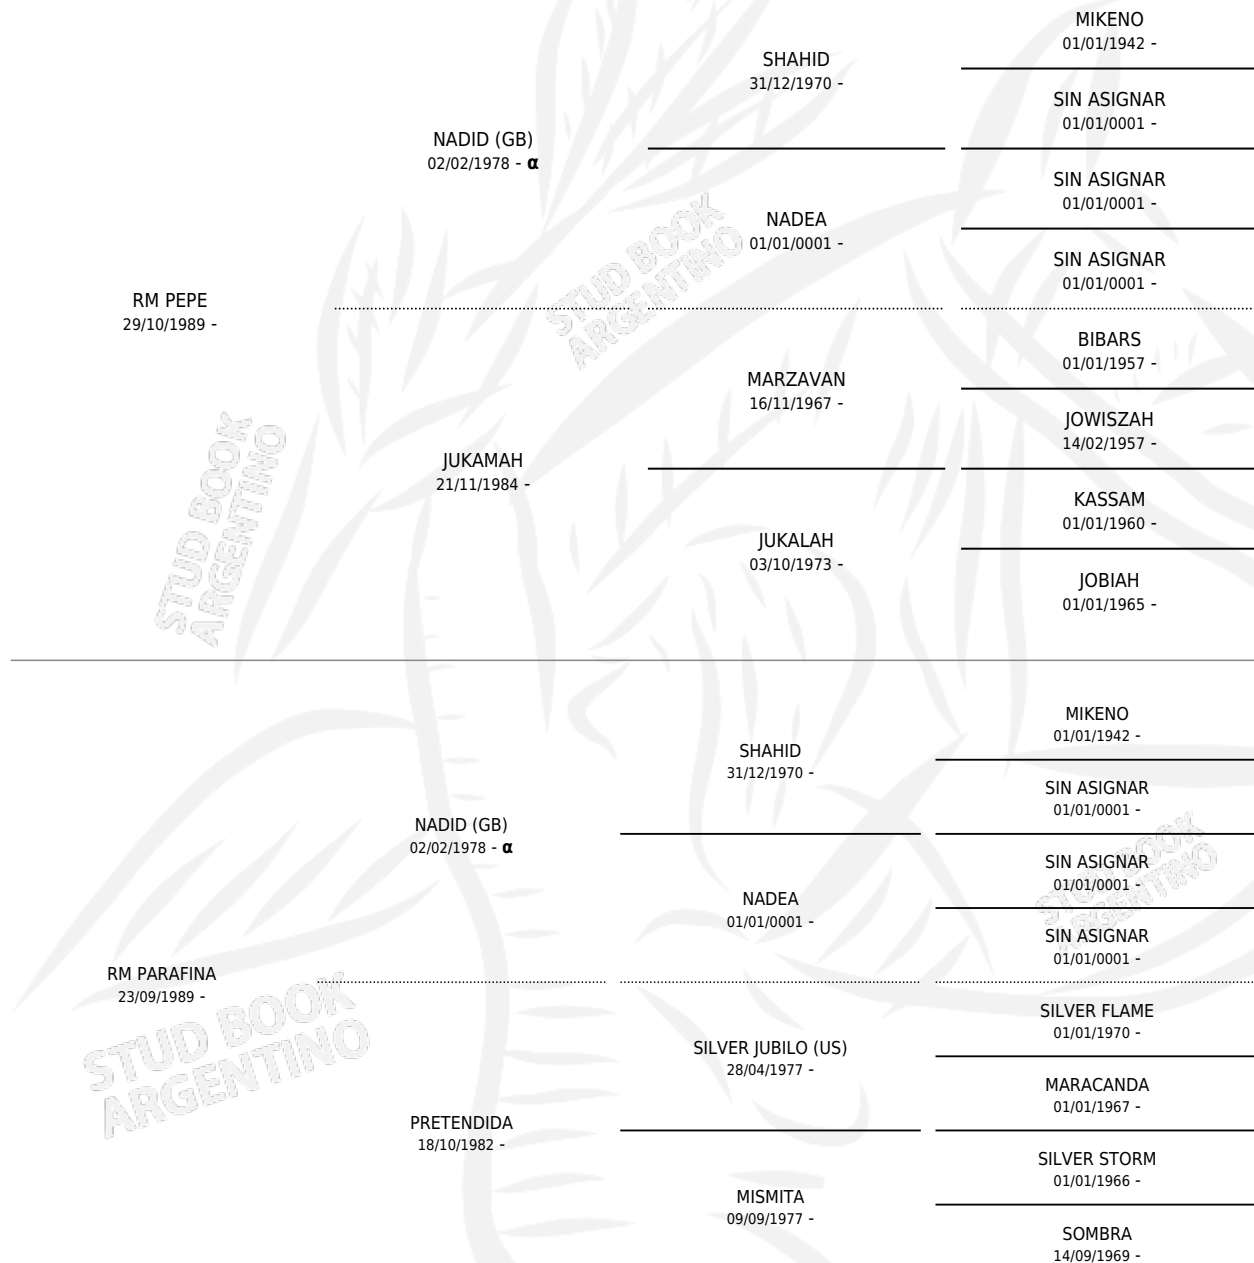 MIKENO
01/01/1942 -
SHAHID
31/12/1970 -
SIN ASIGNAR
01/01/0001 -
NADID (GB)
02/02/1978 - α
SIN ASIGNAR
01/01/0001 -
NADEA
01/01/0001 -
SIN ASIGNAR
01/01/0001 -
RM PEPE
29/10/1989 -
BIBARS
01/01/1957 -
MARZAVAN
16/11/1967 -
JOWISZAH
14/02/1957 -
JUKAMAH
21/11/1984 -
KASSAM
01/01/1960 -
JUKALAH
03/10/1973 -
JOBIAH
01/01/1965 -
STUD BOOK
ARGENTINO
STUD BOOK
ARGENTINO
MIKENO
01/01/1942 -
SHAHID
31/12/1970 -
SIN ASIGNAR
01/01/0001 -
NADID (GB)
02/02/1978 - α
SIN ASIGNAR
01/01/0001 -
NADEA
01/01/0001 -
SIN ASIGNAR
01/01/0001 -
RM PARAFINA
23/09/1989 -
SILVER FLAME
01/01/1970 -
SILVER JUBILO (US)
28/04/1977 -
MARACANDA
01/01/1967 -
PRETENDIDA
18/10/1982 -
SILVER STORM
01/01/1966 -
MISMITA
09/09/1977 -
SOMBRA
14/09/1969 -
STUD BOOK
ARGENTINO
STUD BOOK
ARGENTINO